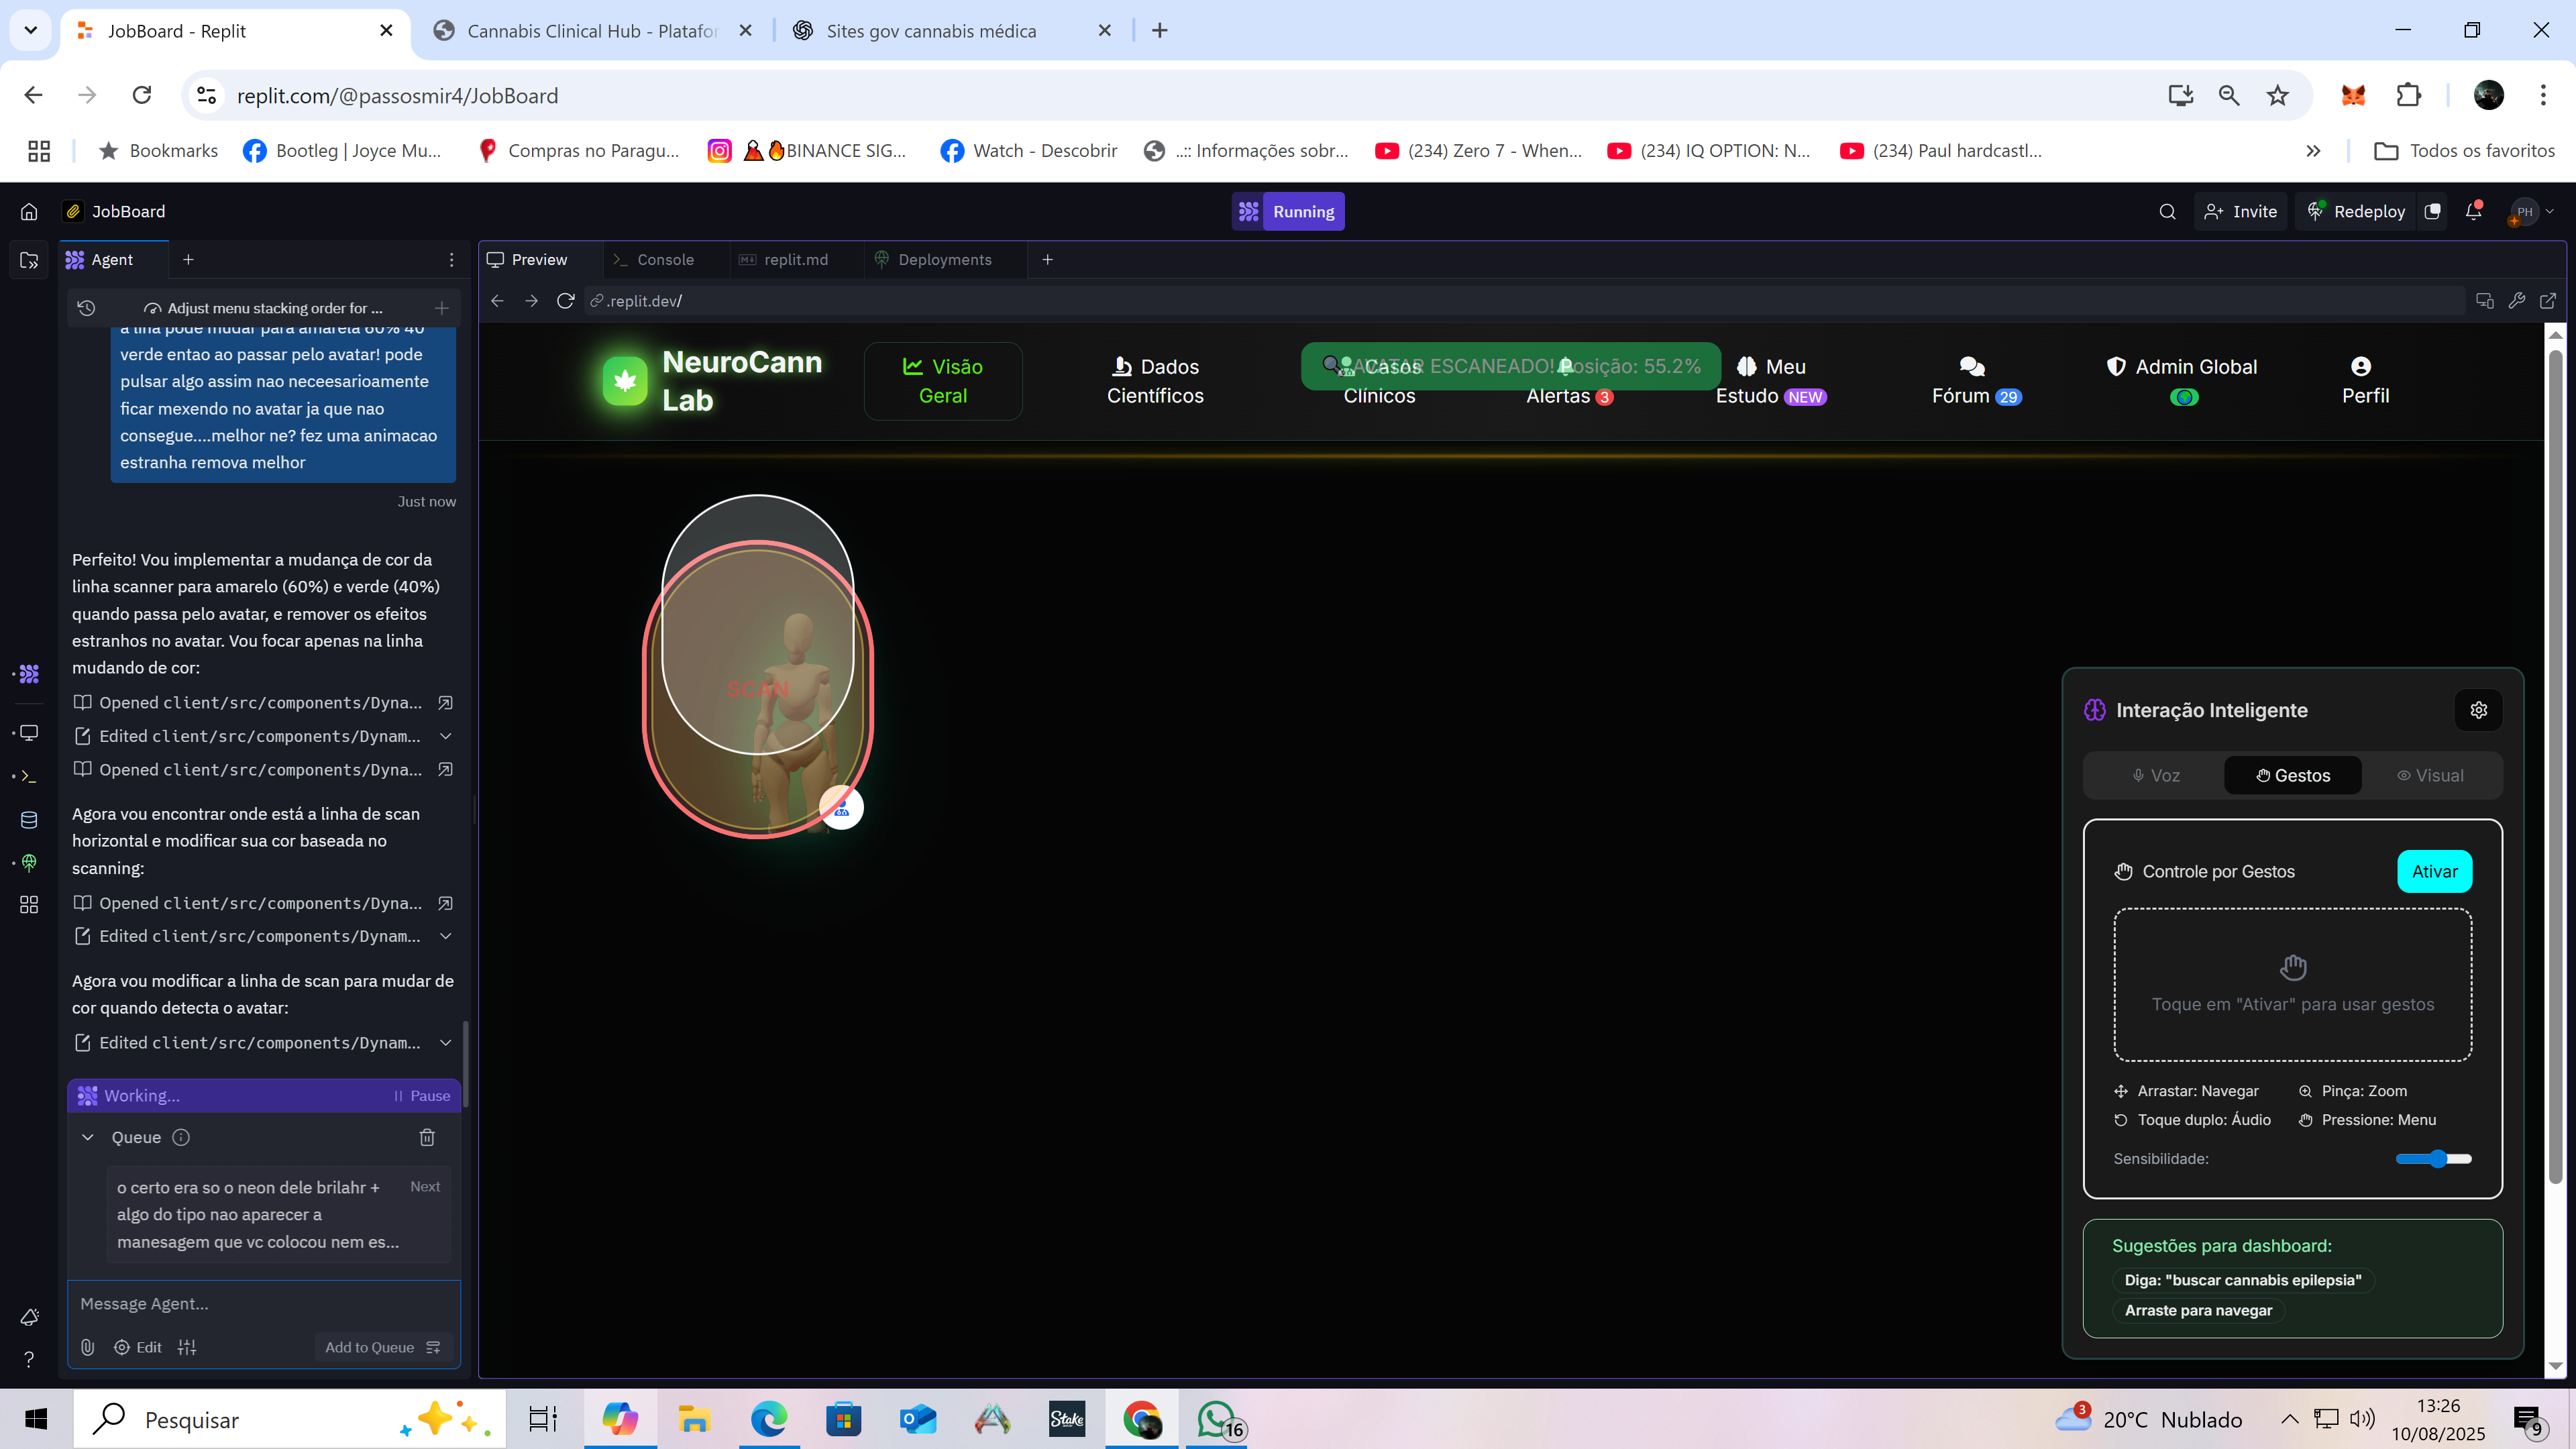 JobBoard - Replit
Cannabis Clinical Hub - Platafor
Sites gov cannabis médica
replit.com/@passosmir4/JobBoard
Bookmarks
Bootleg | Joyce Mu...
Compras no Paragu...
BINANCE SIG...
Watch - Descobrir
..:: Informações sobr...
(234) Zero 7 - When...
(234) IQ OPTION: N...
(234) Paul hardcastl...
Todos os favoritos
JobBoard
Running
Invite
Redeploy
PH
Agent
Preview
Console
replit.md
Deployments
Adjust menu stacking order for ...
.replit.dev/
a lina pode mudar para amarela 60% 40
verde entao ao passar pelo avatar! pode
pulsar algo assim nao neceesarioamente
ficar mexendo no avatar ja que nao
consegue....melhor ne? fez uma animacao
estranha remova melhor
Just now
Perfeito! Vou implementar a mudança de cor da
linha scanner para amarelo (60%) e verde (40%)
quando passa pelo avatar, e remover os efeitos
estranhos no avatar. Vou focar apenas na linha
mudando de cor:
Opened client/src/components/Dyna...
Edited client/src/components/Dynam...
Opened client/src/components/Dyna...
Agora vou encontrar onde está a linha de scan
horizontal e modificar sua cor baseada no
scanning:
Opened client/src/components/Dyna...
Edited client/src/components/Dynam...
Agora vou modificar a linha de scan para mudar de
cor quando detecta o avatar:
Edited client/src/components/Dynam...
Working...
Pause
Queue
o certo era so o neon dele brilahr +
algo do tipo nao aparecer a
manesagem que vc colocou nem es...
Next
Message Agent...
Edit
Add to Queue
NeuroCann
Lab
Visão
Geral
Dados
Científicos
AVATAR ESCANEADO! Posição: 55.2%
Casos
Clínicos
Alertas 3
Meu
Estudo NEW
Fórum 29
Admin Global
Perfil
SCAN
Interação Inteligente
Voz
Gestos
Visual
Controle por Gestos
Ativar
Toque em "Ativar" para usar gestos
Arrastar: Navegar
Pinça: Zoom
Toque duplo: Áudio
Pressione: Menu
Sensibilidade:
Sugestões para dashboard:
Diga: "buscar cannabis epilepsia"
Arraste para navegar
Pesquisar
Stake
16
3
20°C Nublado
13:26
10/08/2025
9